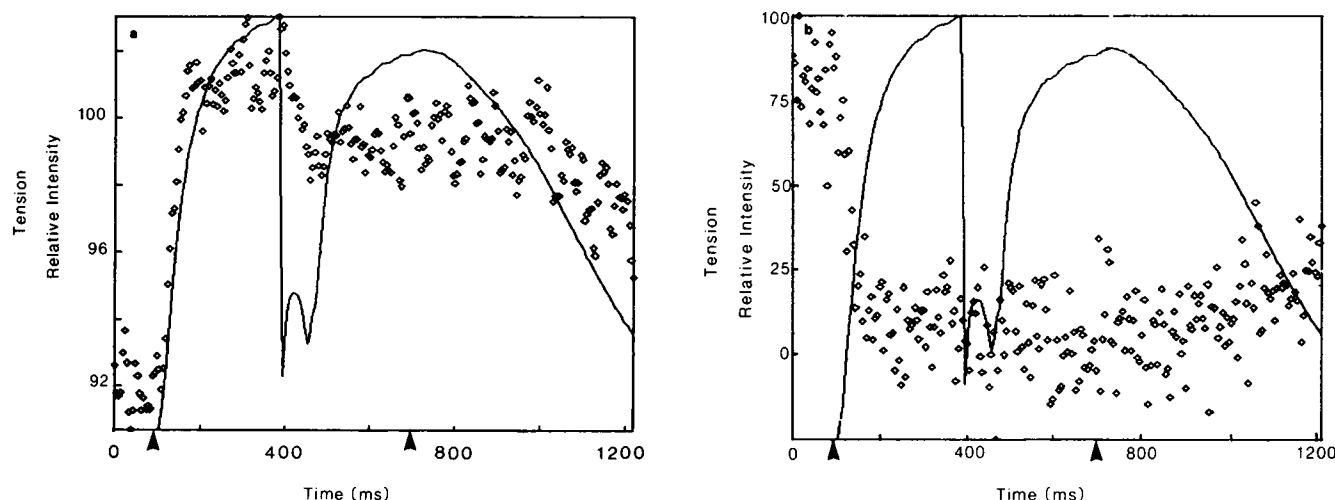 a
100
96
92
Tension
Relative Intensity
0 400 800 1200
Time (ms)
b
100
75
50
25
0
Tension
Relative Intensity
0 400 800 1200
Time (ms)